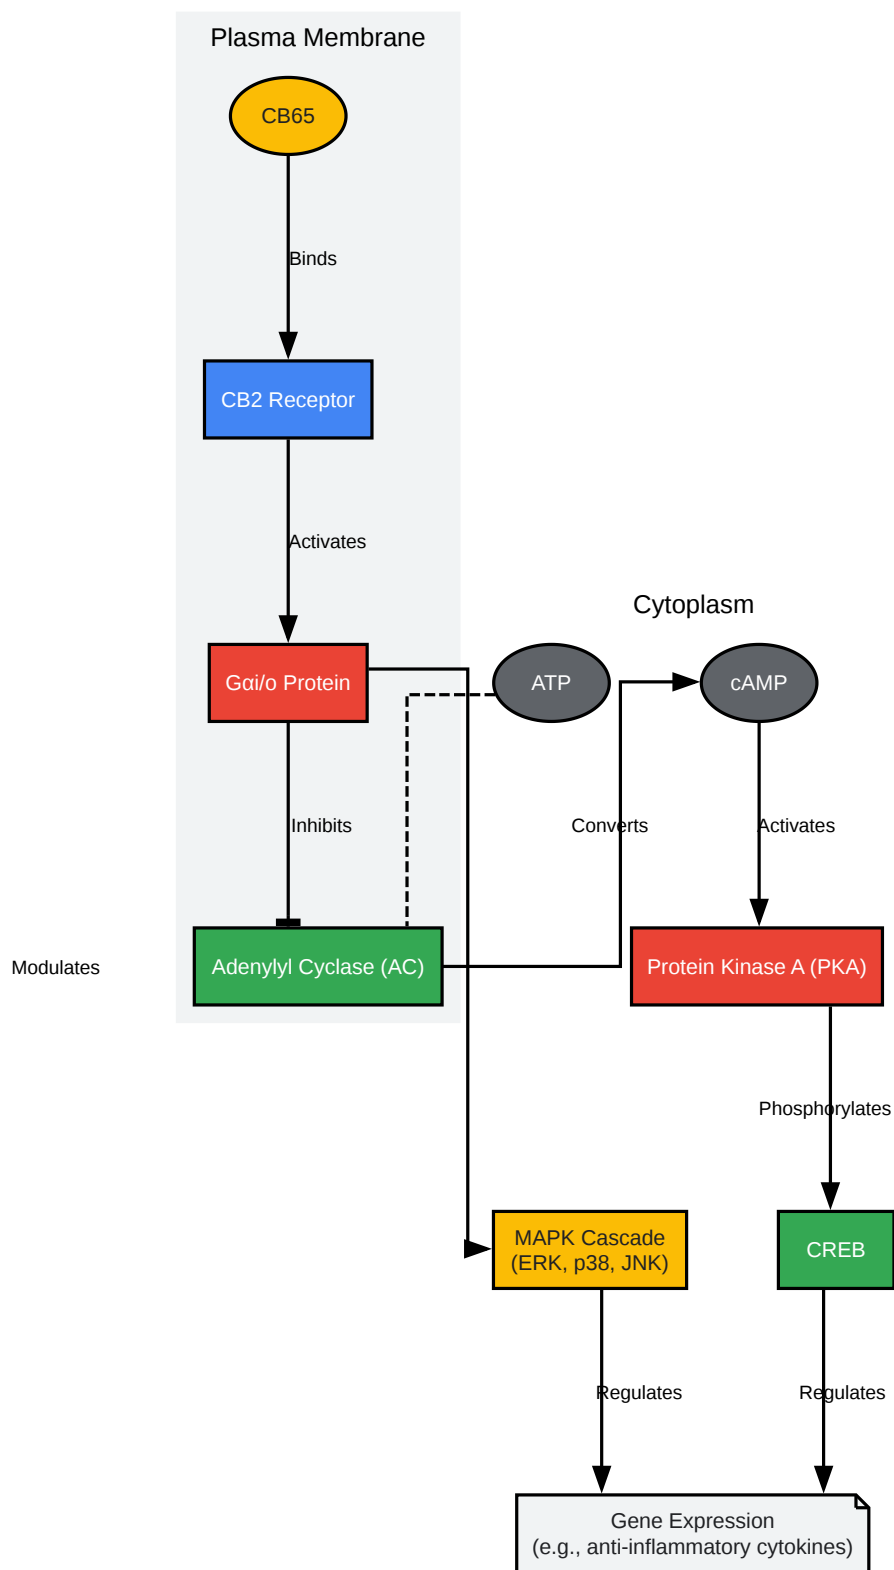 Plasma Membrane
CB65
Binds
CB2 Receptor
Activates
Cytoplasm
Gαi/o Protein
ATP
cAMP
Inhibits
Converts
Activates
Modulates
Adenylyl Cyclase (AC)
Protein Kinase A (PKA)
Phosphorylates
MAPK Cascade
(ERK, p38, JNK)
CREB
Regulates
Regulates
Gene Expression
(e.g., anti-inflammatory cytokines)